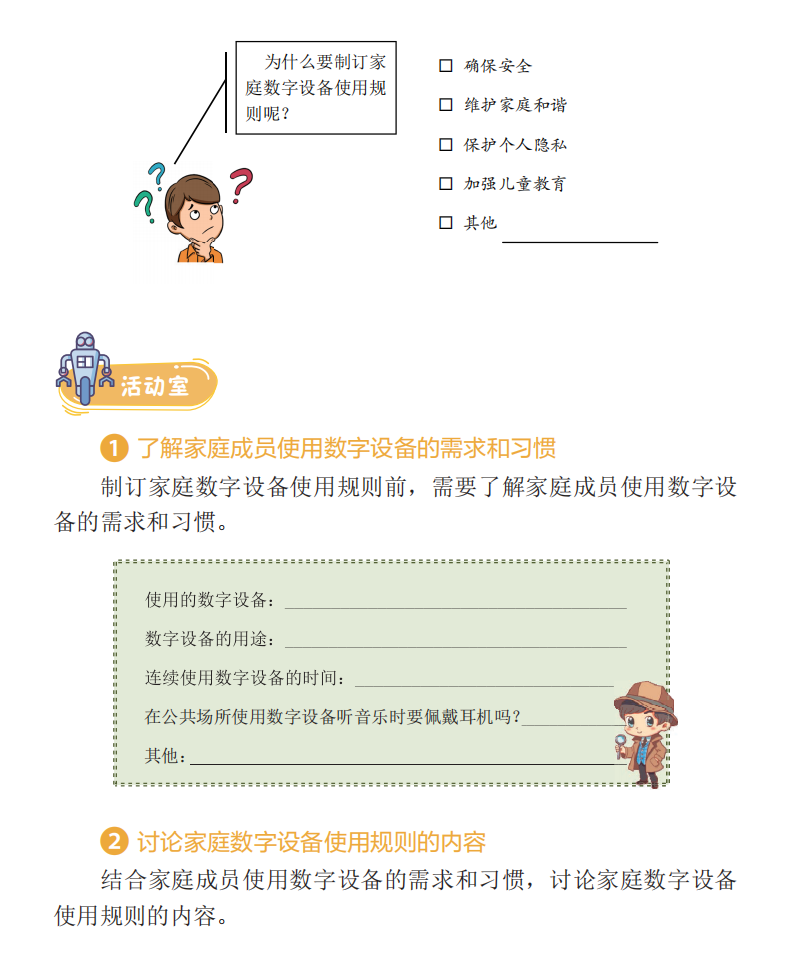 为什么要制订家
庭数字设备使用规
则呢？
□ 确保安全
□ 维护家庭和谐
□ 保护个人隐私
□ 加强儿童教育
□ 其他
活动室
1 了解家庭成员使用数字设备的需求和习惯
制订家庭数字设备使用规则前，需要了解家庭成员使用数字设
备的需求和习惯。
使用的数字设备：
数字设备的用途：
连续使用数字设备的时间：
在公共场所使用数字设备听音乐时要佩戴耳机吗？
其他：
2 讨论家庭数字设备使用规则的内容
结合家庭成员使用数字设备的需求和习惯，讨论家庭数字设备
使用规则的内容。